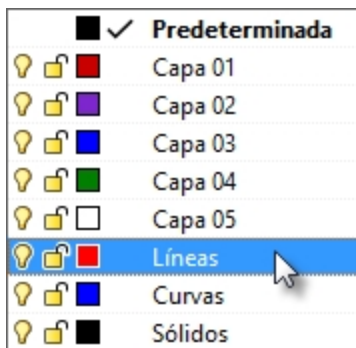 Predeterminada
Capa 01
Capa 02
Capa 03
Capa 04
Capa 05
Líneas
Curvas
Sólidos